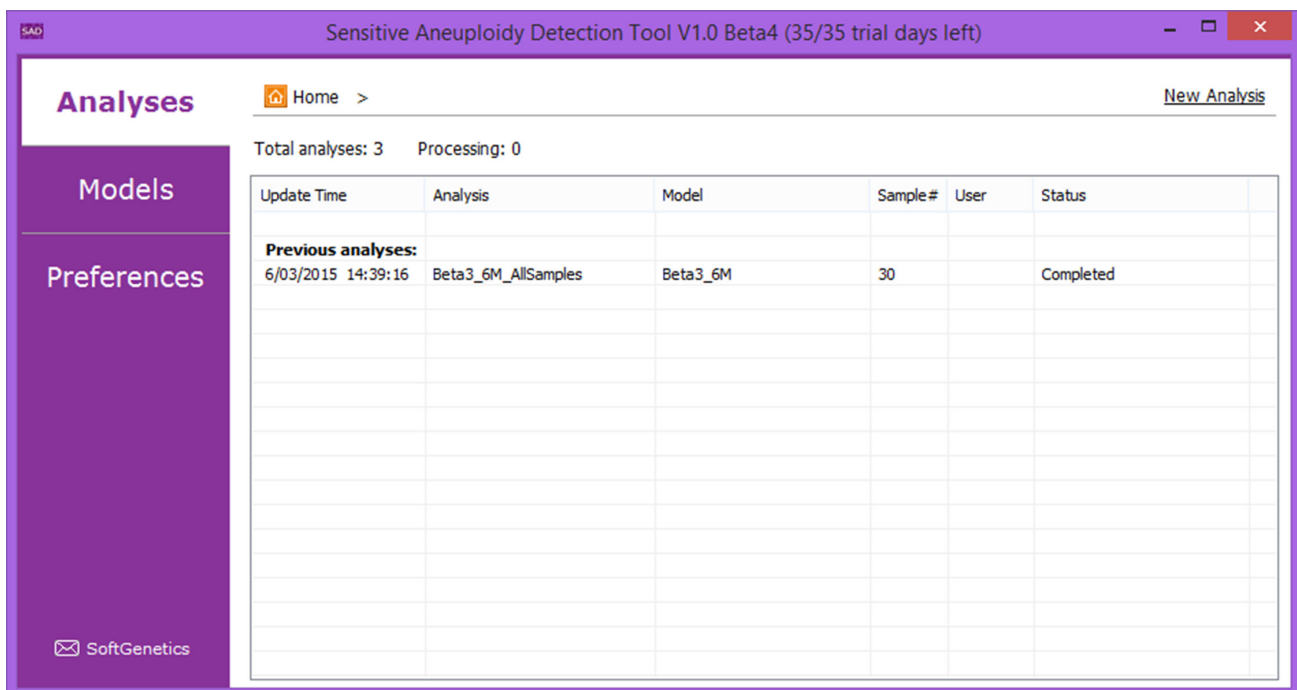 SAD
Sensitive Aneuploidy Detection Tool V1.0 Beta4 (35/35 trial days left)
Analyses
Models
Preferences
SoftGenetics
Home >
New Analysis
Total analyses: 3 Processing: 0
Update Time Analysis Model Sample# User Status
Previous analyses:
6/03/2015 14:39:16 Beta3_6M_AllSamples Beta3_6M 30 Completed